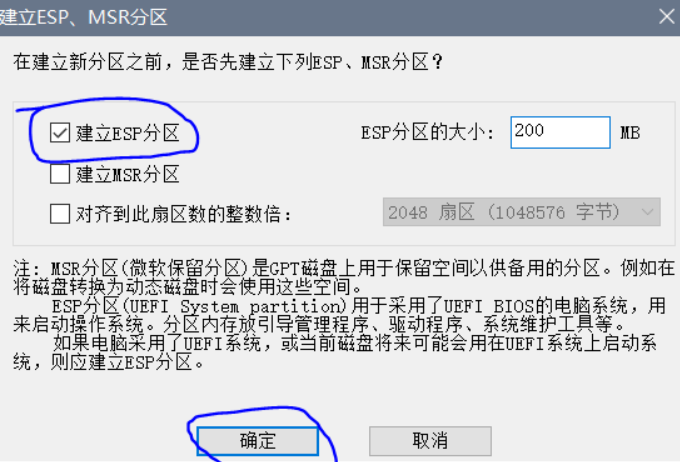 建立ESP、MSR分区
在建立新分区之前，是否先建立下列ESP、MSR分区？
建立ESP分区 ESP分区的大小: 200 MB
建立MSR分区
对齐到此扇区数的整数倍: 2048 扇区 (1048576 字节)
注: MSR分区(微软保留分区)是GPT磁盘上用于保留空间以供备用的分区。例如在
将磁盘转换为动态磁盘时会使用这些空间。
ESP分区(UEFI System partition)用于采用了UEFI BIOS的电脑系统，用
来启动操作系统。分区内存放引导管理程序、驱动程序、系统维护工具等。
如果电脑采用了UEFI系统，或当前磁盘将来可能会用在UEFI系统上启动系
统，则应建立ESP分区。
确定 取消